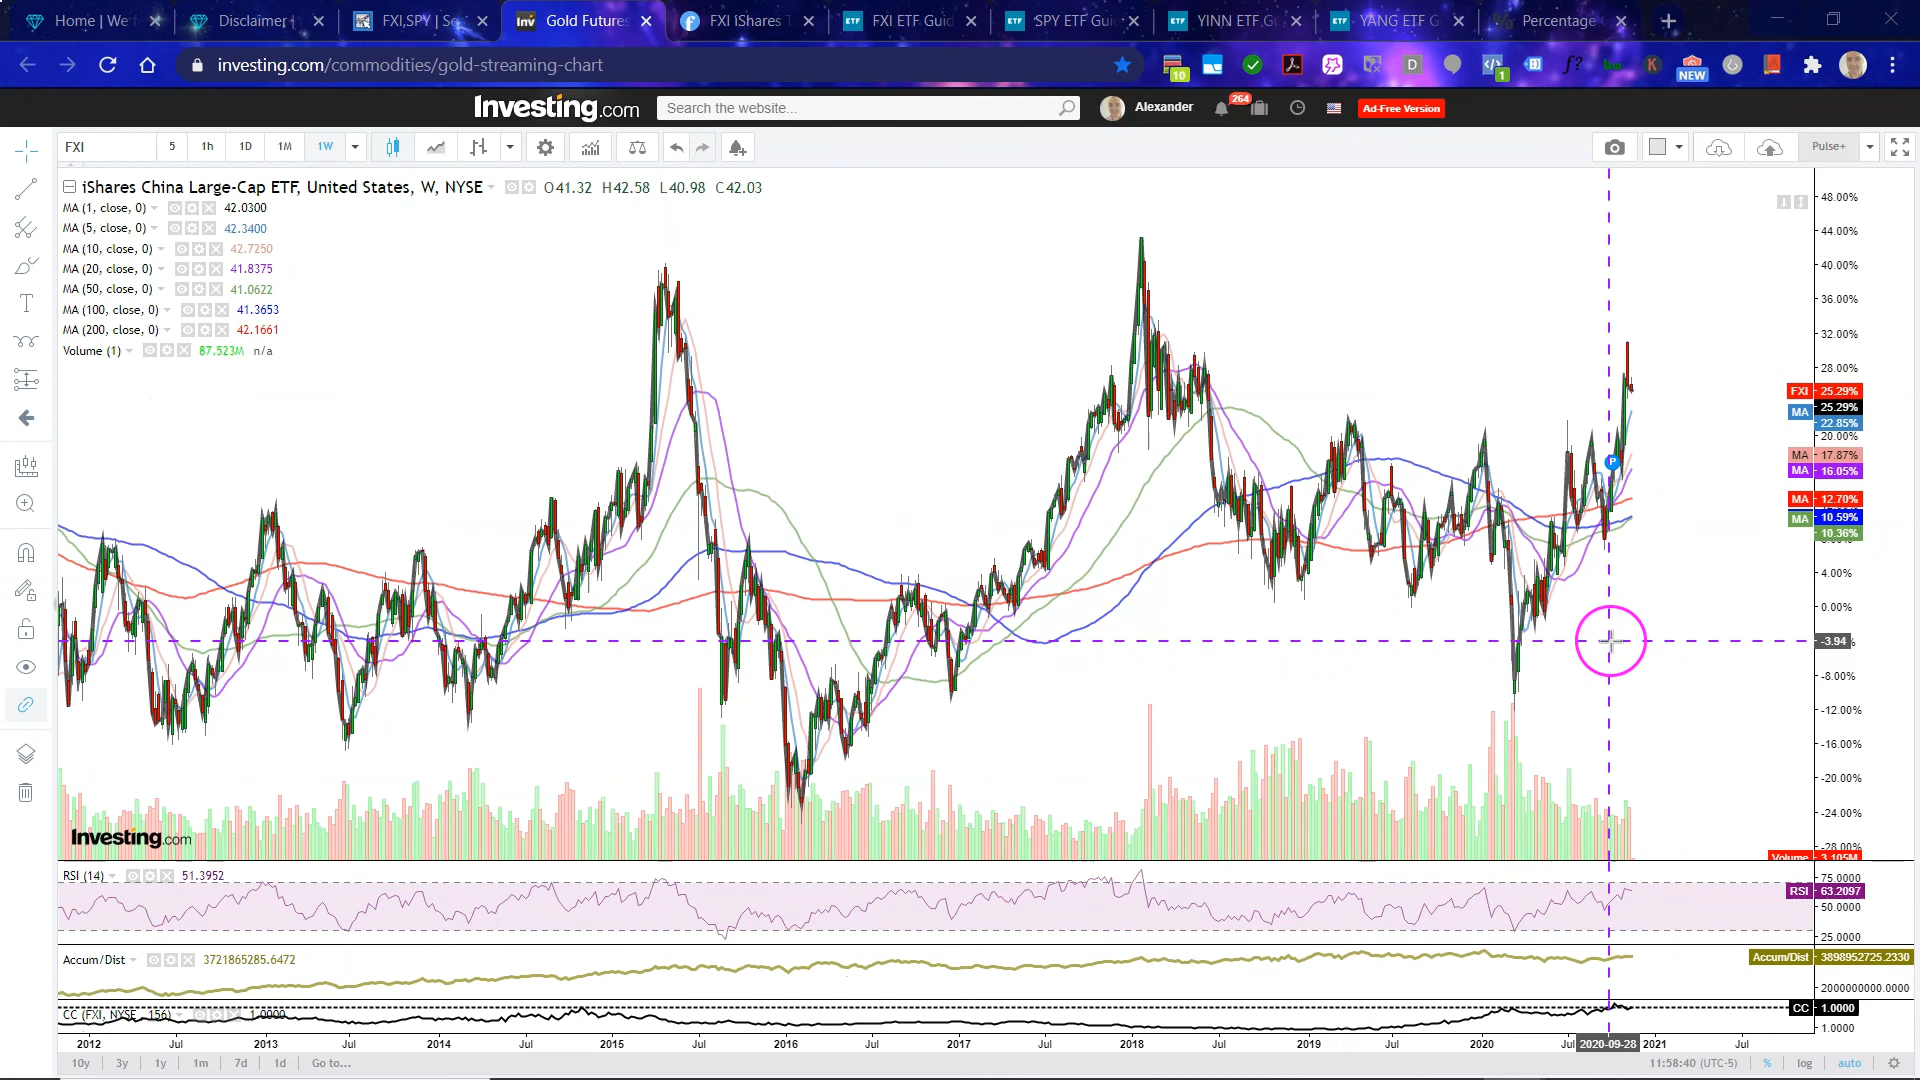 Home | We
Disclaimer |
FXI,SPY | Se
Gold Future
FXI iShares T
FXI ETF Guid
SPY ETF Guid
YINN ETF G
YANG ETF G
Percentage
investing.com/commodities/gold-streaming-chart
10
1
NEW
Investing.com
Search the website...
Alexander
264
Ad-Free Version
FXI
5
1h
1D
1M
1W
Pulse+
iShares China Large-Cap ETF, United States, W, NYSE
O41.32 H42.58 L40.98 C42.03
MA (1, close, 0) 42.0300
MA (5, close, 0) 42.3400
MA (10, close, 0) 42.7250
MA (20, close, 0) 41.8375
MA (50, close, 0) 41.0622
MA (100, close, 0) 41.3653
MA (200, close, 0) 42.1661
Volume (1) 87.523M n/a
48.00%
44.00%
40.00%
36.00%
32.00%
28.00%
FXI 25.29%
25.29%
MA 22.85%
20.00%
MA 17.87%
MA 16.05%
MA 12.70%
10.59%
MA 10.36%
P
4.00%
0.00%
-3.94
-8.00%
-12.00%
-16.00%
-20.00%
-24.00%
-28.00%
Investing.com
Volume 3.105M
RSI (14) 51.3952
75.0000
RSI 63.2097
50.0000
25.0000
Accum/Dist 3721865285.6472
Accum/Dist 3898952725.2330
2000000000.0000
CC (FXI, NYSE, 156) 1.0000
CC 1.0000
1.0000
2012 Jul 2013 Jul 2014 Jul 2015 Jul 2016 Jul 2017 Jul 2018 Jul 2019 Jul 2020 Jul 2020-09-28 2021 Jul
10y 3y 1y 1m 7d 1d Go to...
11:58:40 (UTC-5) % log auto